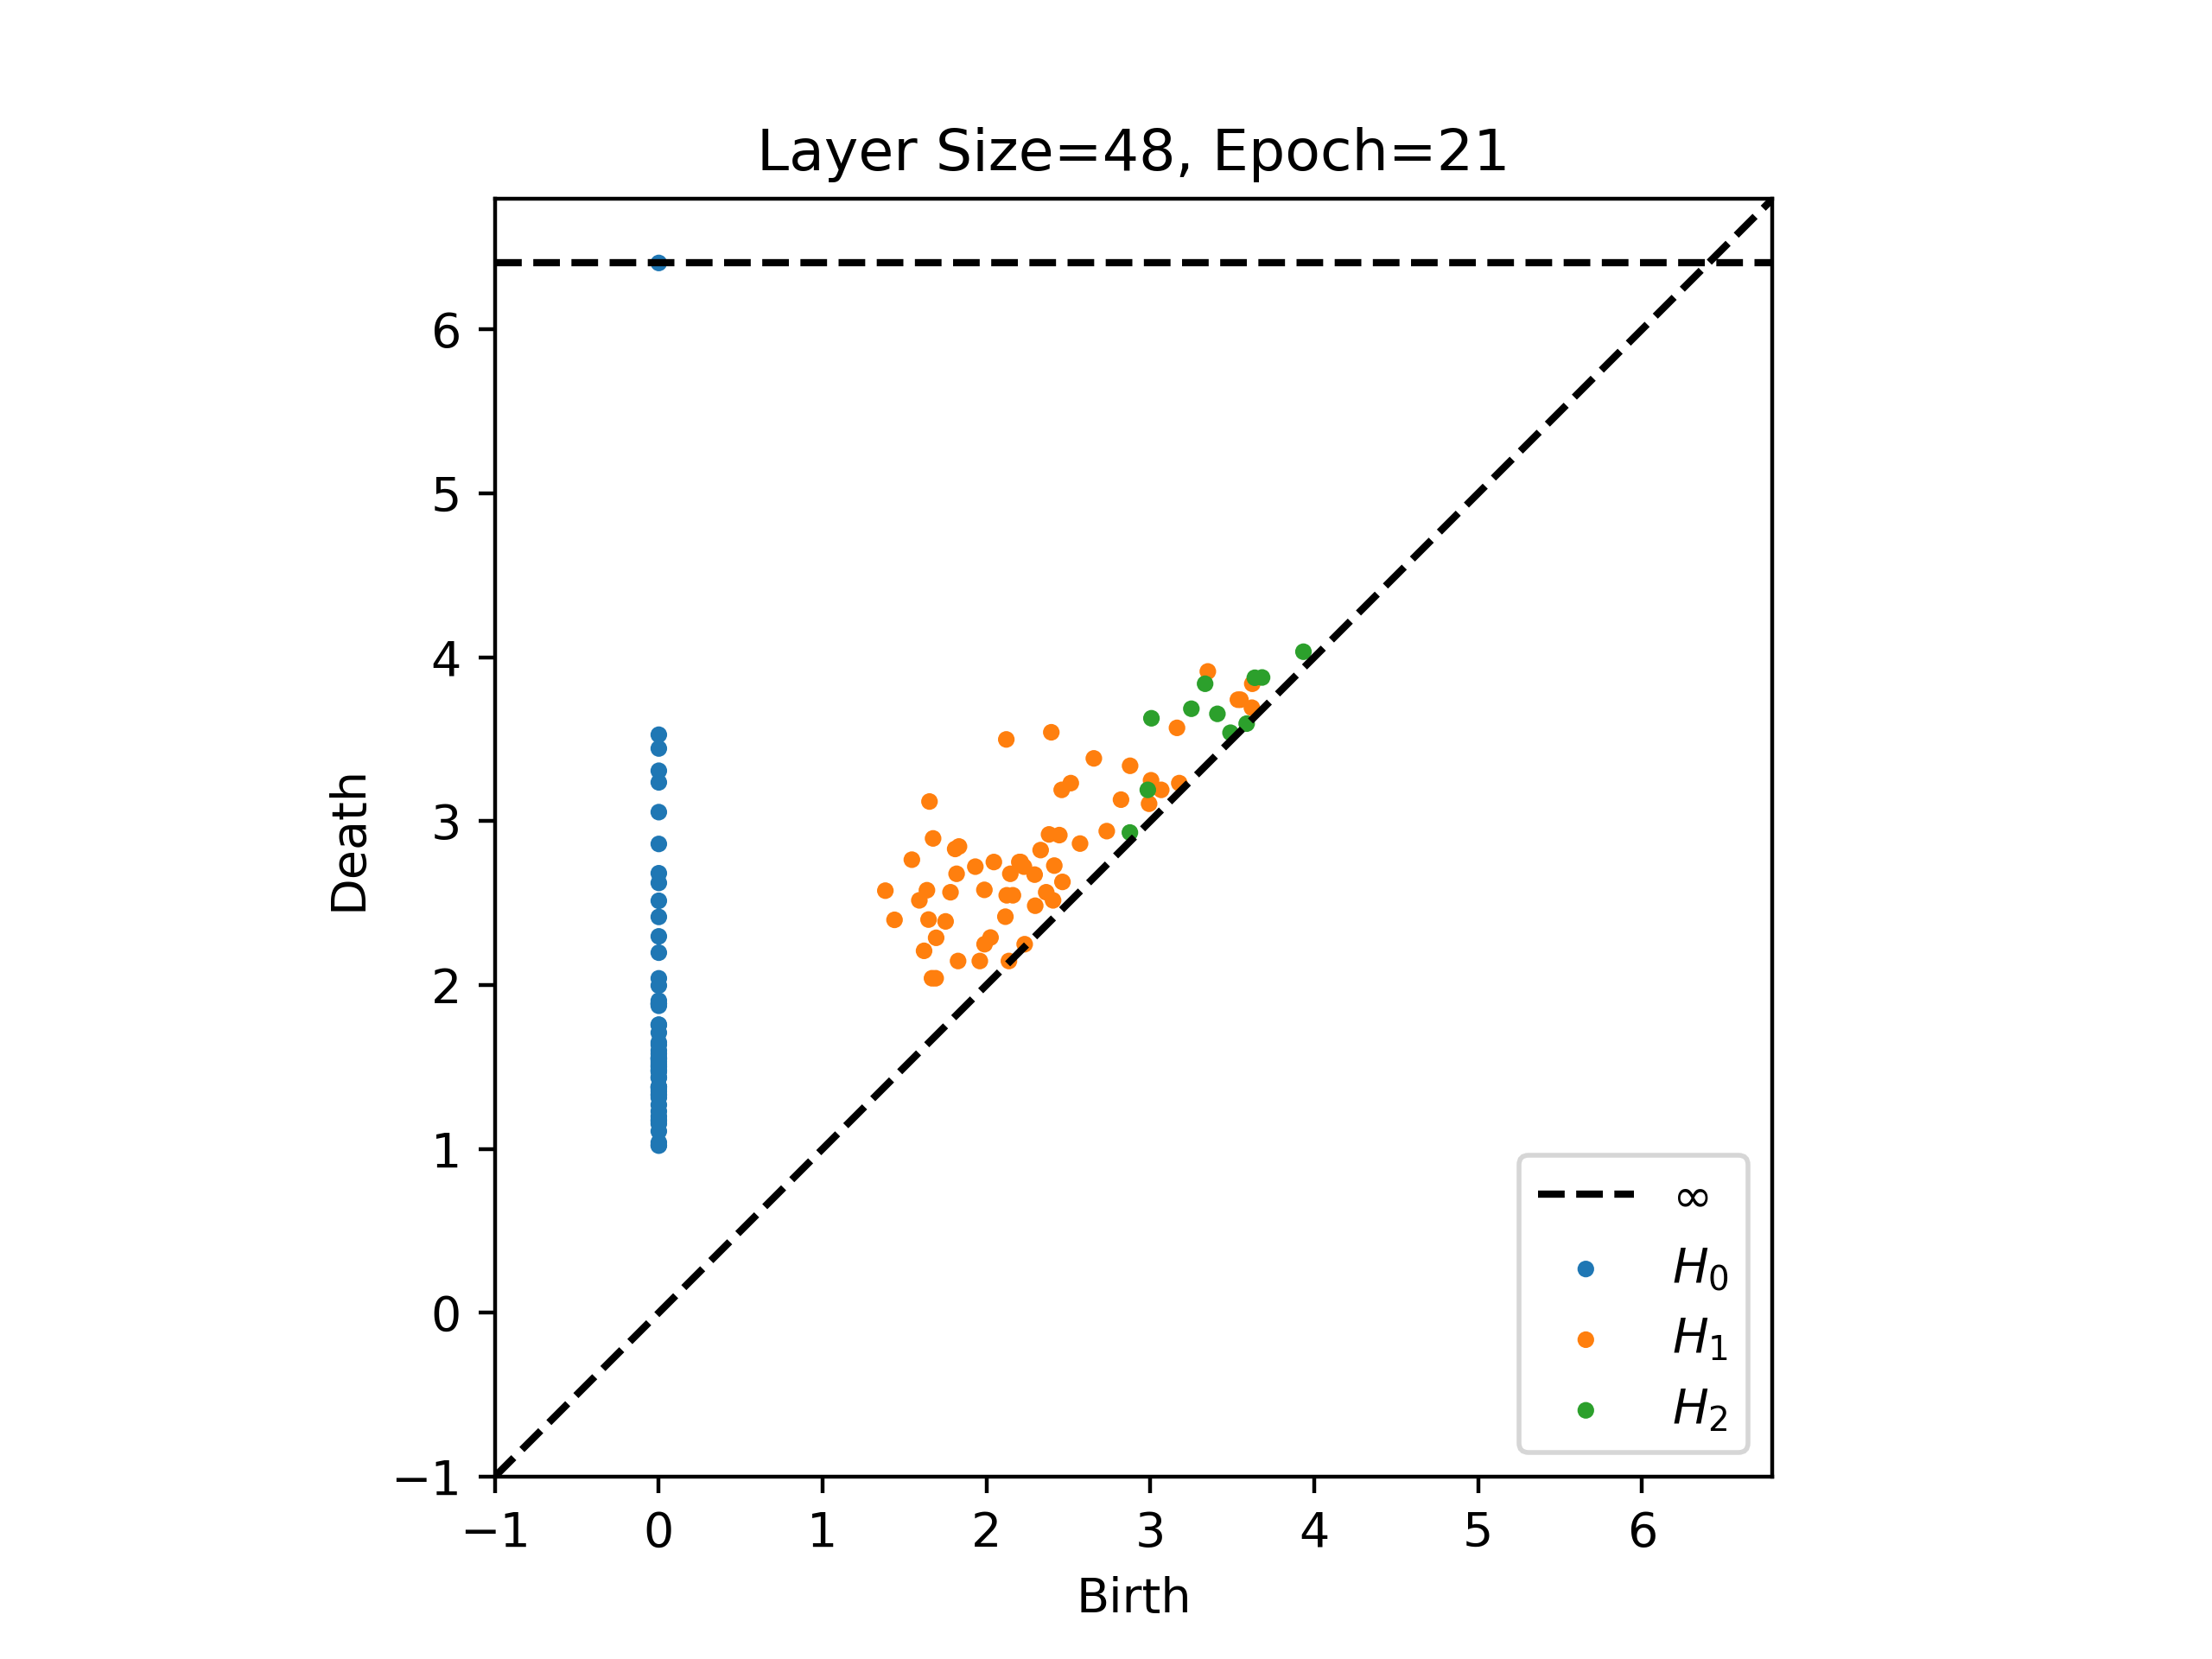 Layer Size=48, Epoch=21
Death
6
5
4
3
2
1
0
−1
−1 0 1 2 3 4 5 6
Birth
∞
H₀
H₁
H₂